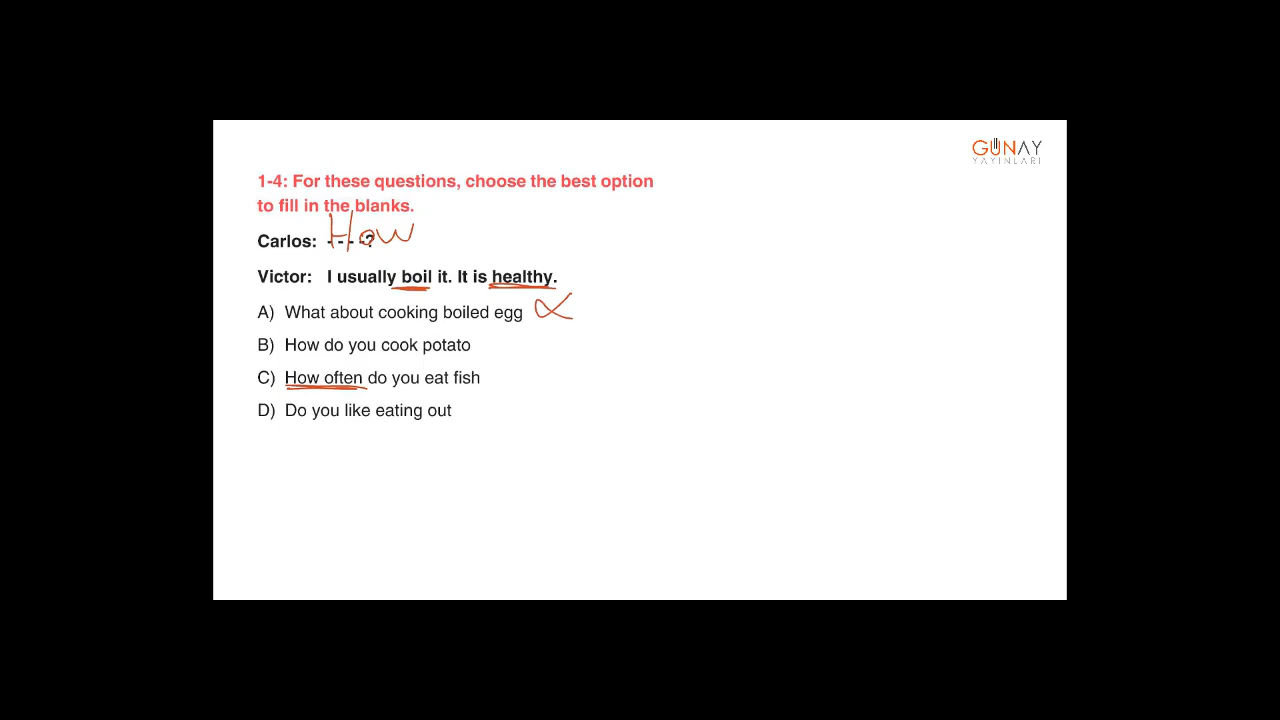 GÜNAY
YAYINLARI
1-4: For these questions, choose the best option
to fill in the blanks.
How
Carlos: - - - -?
Victor: I usually boil it. It is healthy.
A) What about cooking boiled egg
B) How do you cook potato
C) How often do you eat fish
D) Do you like eating out